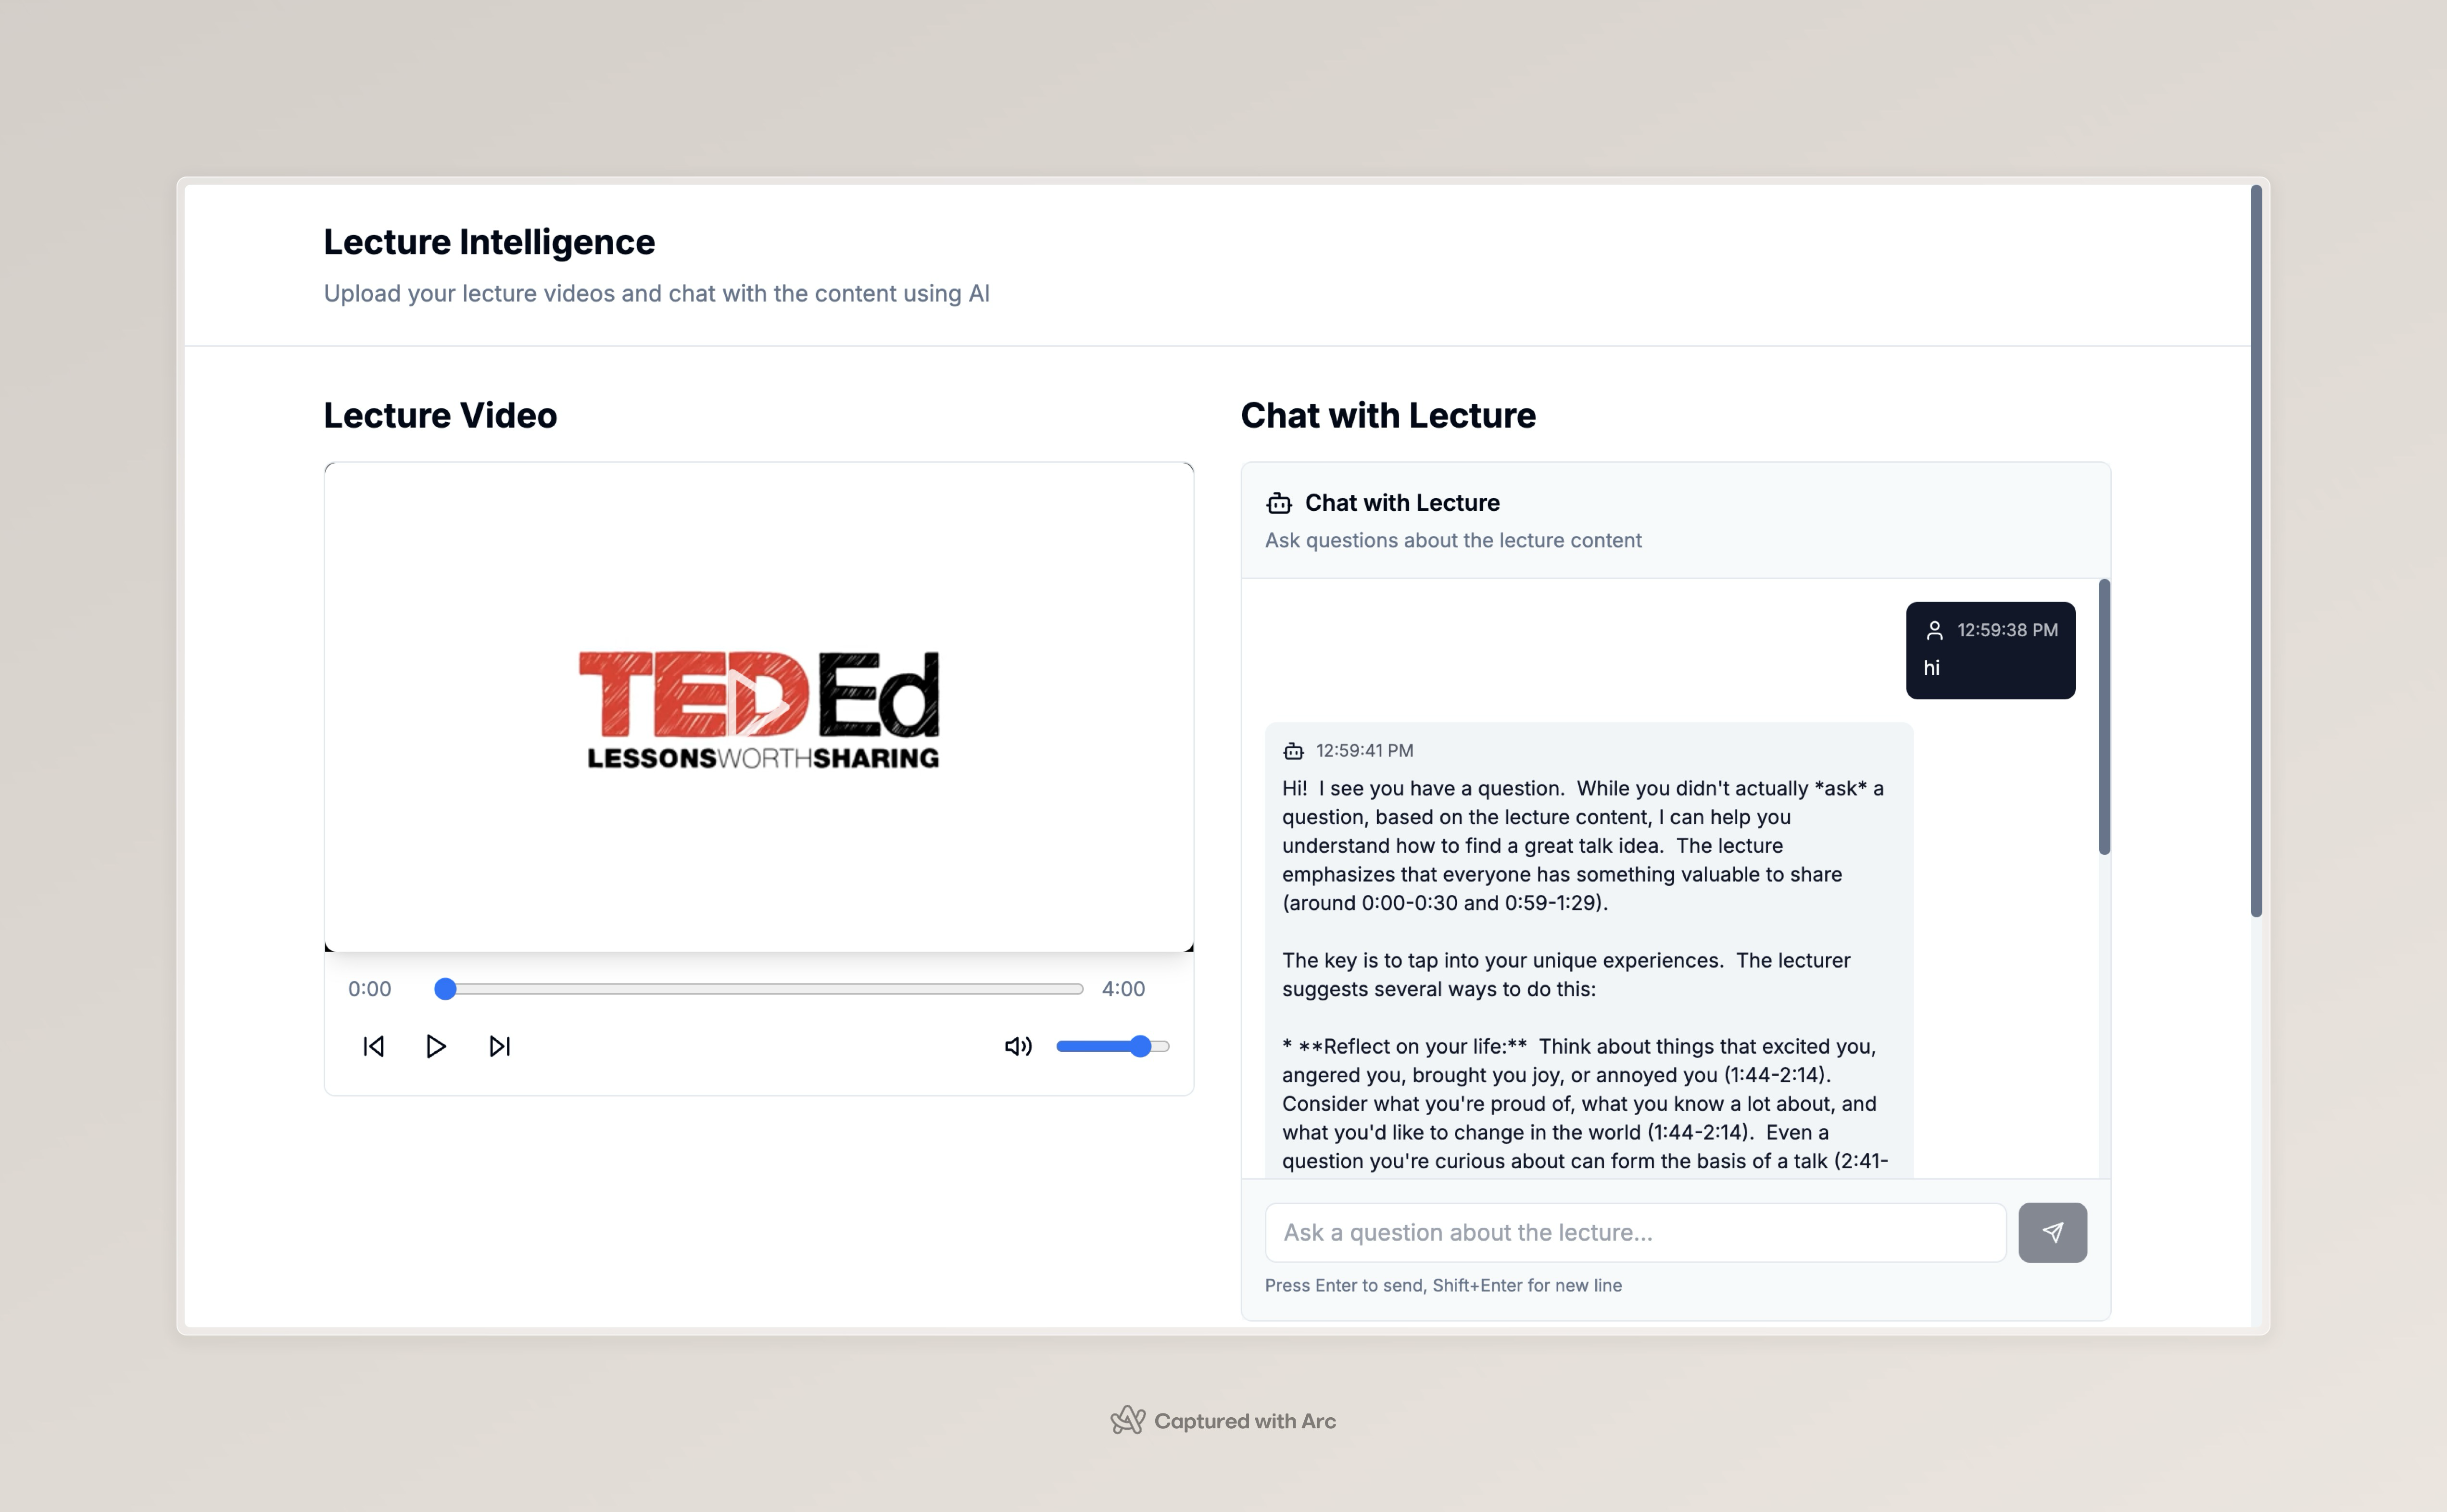 Lecture Intelligence
Upload your lecture videos and chat with the content using AI
Lecture Video
TEDEd
LESSONSWORTHSHARING
0:00
4:00
Chat with Lecture
Chat with Lecture
Ask questions about the lecture content
12:59:38 PM
hi
12:59:41 PM
Hi!  I see you have a question.  While you didn't actually *ask* a
question, based on the lecture content, I can help you
understand how to find a great talk idea.  The lecture
emphasizes that everyone has something valuable to share
(around 0:00-0:30 and 0:59-1:29).
The key is to tap into your unique experiences.  The lecturer
suggests several ways to do this:
* **Reflect on your life:**  Think about things that excited you,
angered you, brought you joy, or annoyed you (1:44-2:14).
Consider what you're proud of, what you know a lot about, and
what you'd like to change in the world (1:44-2:14).  Even a
question you're curious about can form the basis of a talk (2:41-
Ask a question about the lecture...
Press Enter to send, Shift+Enter for new line
Captured with Arc